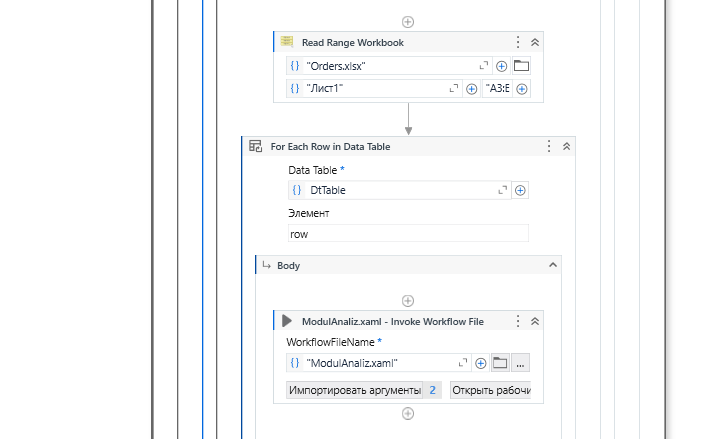 Read Range Workbook
"Orders.xlsx"
"Лист1" "A3:E
For Each Row in Data Table
Data Table *
DtTable
Элемент
row
Body
ModulAnaliz.xaml - Invoke Workflow File
WorkflowFileName *
"ModulAnaliz.xaml" ...
Импортировать аргументы 2 Открыть рабочи